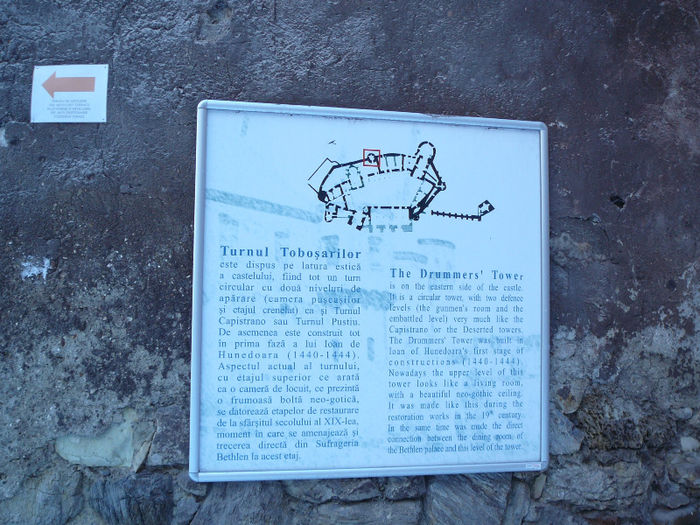 Turnul Toboșarilor
este dispus pe latura estică
a castelului, fiind tot un turn
circular cu două niveluri de
apărare (camera pușcașilor
și etajul crenelat) ca și Turnul
Capistrano sau Turnul Pustiu.
De asemenea este construit tot
în prima fază a lui Ioan de
Hunedoara (1440-1444).
Aspectul actual al turnului,
cu etajul superior ce arată
ca o cameră de locuit, ce prezintă
o frumoasă boltă neo-gotică,
se datorează etapelor de restaurare
de la sfârșitul secolului al XIX-lea,
moment în care se amenajează și
trecerea directă din Sufrageria
Bethlen la acest etaj.
The Drummers' Tower
is on the eastern side of the castle.
It is a circular tower, with two defence
levels (the gunmen's room and the
embattled level) very much like the
Capistrano or the Deserted towers.
The Drummers' Tower was built in
Ioan of Hunedoara's first stage of
constructions (1440-1444).
Nowadays the upper level of this
tower looks like a living room,
with a beautiful neo-gothic ceiling.
It was made like this during the
restoration works in the 19th century.
In the same time was made the direct
connection between the dining room of
the Bethlen palace and this level of the tower.